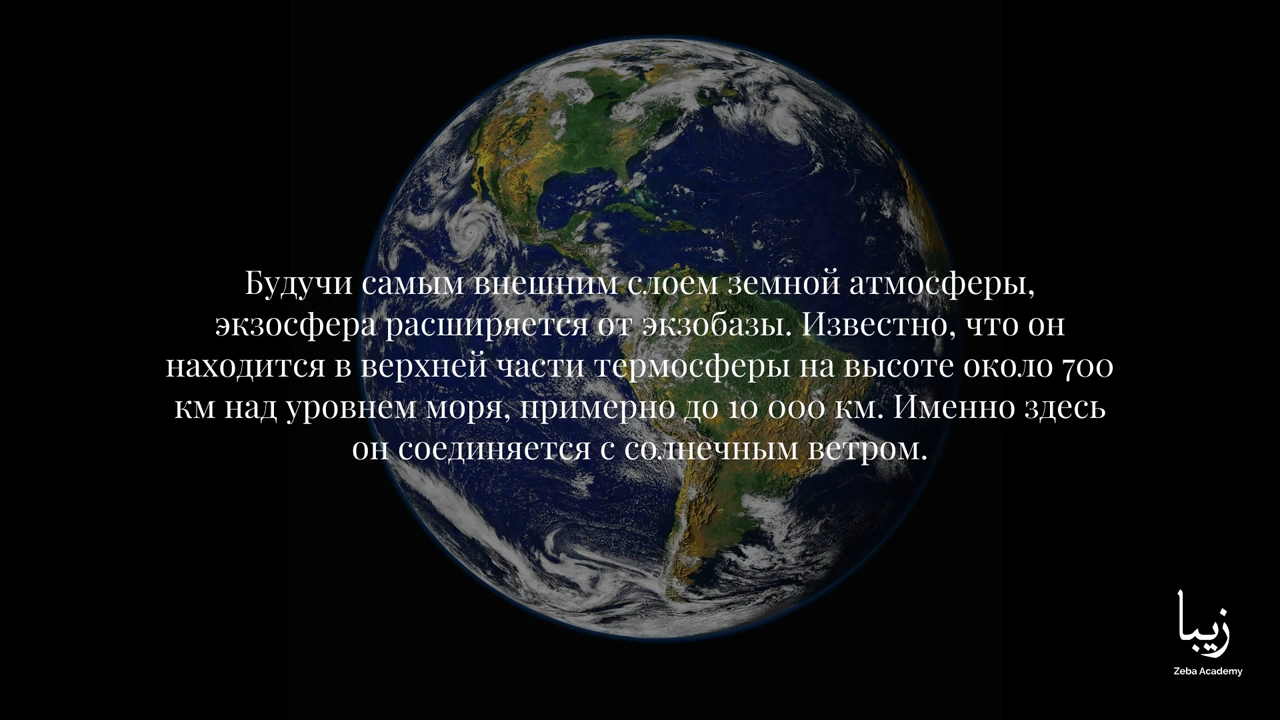 Будучи самым внешним слоем земной атмосферы,
экзосфера расширяется от экзобазы. Известно, что он
находится в верхней части термосферы на высоте около 700
км над уровнем моря, примерно до 10 000 км. Именно здесь
он соединяется с солнечным ветром.
زیبا
Zeba Academy